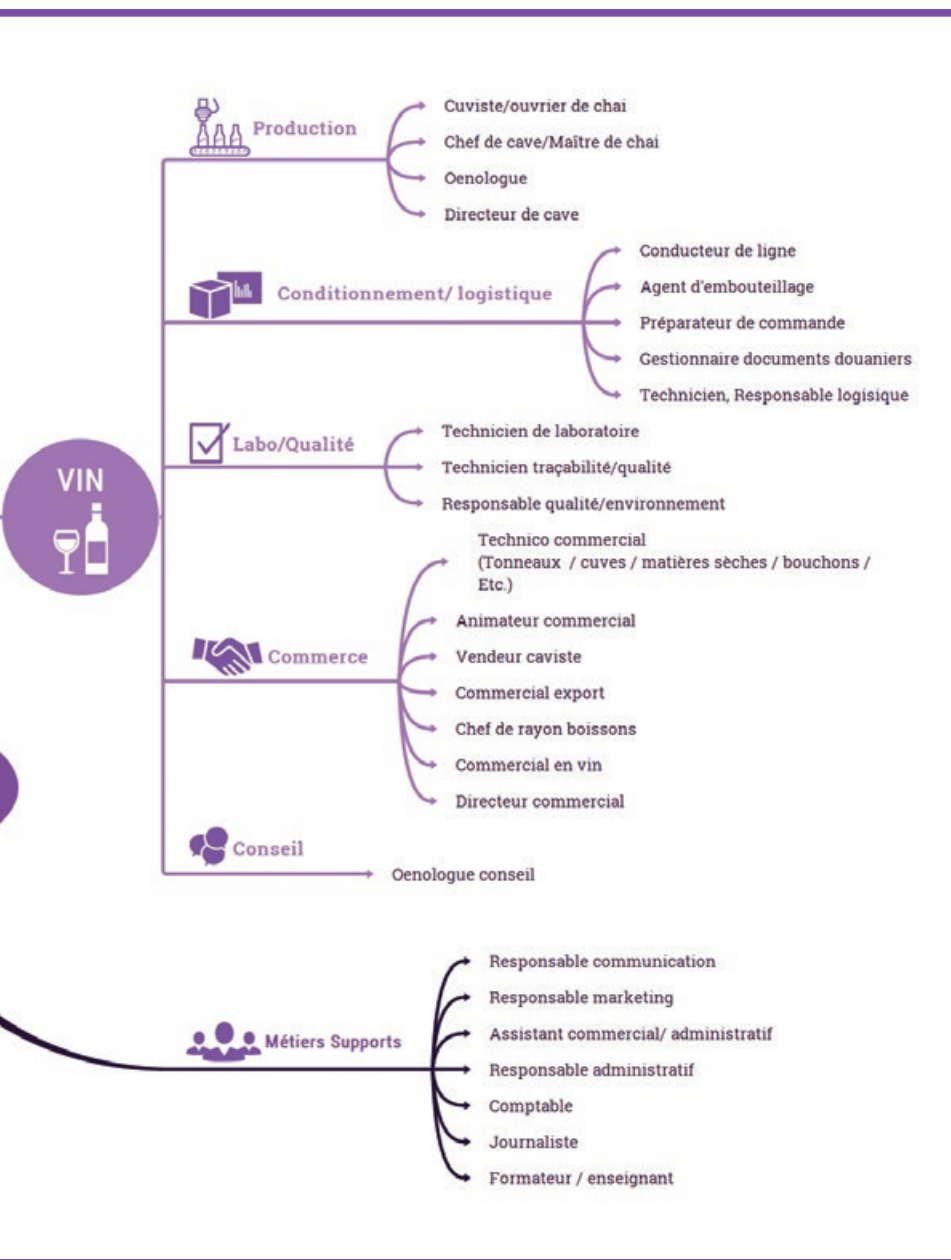 VIN
Production
Cuviste/ouvrier de chai
Chef de cave/Maître de chai
Oenologue
Directeur de cave
Conditionnement/ logistique
Conducteur de ligne
Agent d'embouteillage
Préparateur de commande
Gestionnaire documents douaniers
Technicien, Responsable logisique
Labo/Qualité
Technicien de laboratoire
Technicien traçabilité/qualité
Responsable qualité/environnement
Commerce
Technico commercial
(Tonneaux / cuves / matières sèches / bouchons /
Etc.)
Animateur commercial
Vendeur caviste
Commercial export
Chef de rayon boissons
Commercial en vin
Directeur commercial
Conseil
Oenologue conseil
Métiers Supports
Responsable communication
Responsable marketing
Assistant commercial/ administratif
Responsable administratif
Comptable
Journaliste
Formateur / enseignant